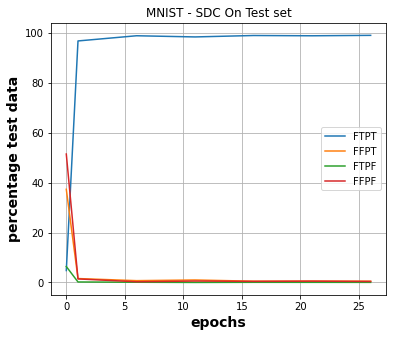 MNIST - SDC On Test set
percentage test data
100
80
60
40
20
0
FTPT
FFPT
FTPF
FFPF
0 5 10 15 20 25
epochs